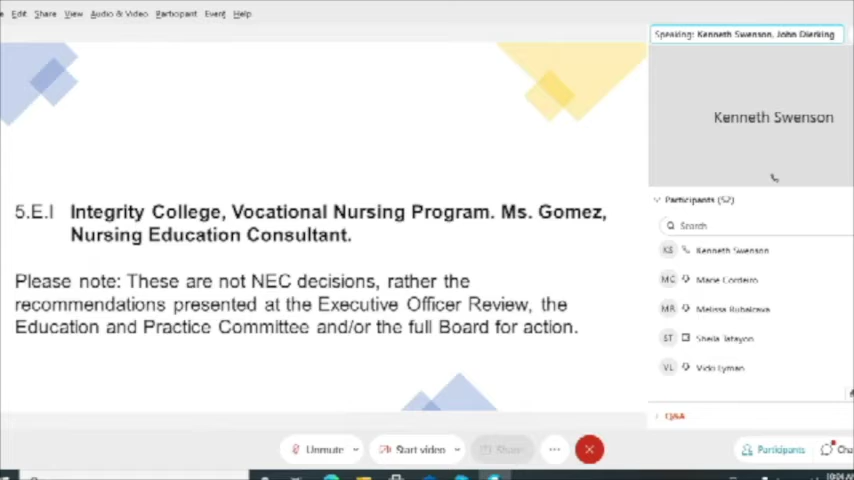 Edit Share View Audio & Video Participant Event Help
Speaking: Kenneth Swenson, John Dierking
Kenneth Swenson
5.E.I Integrity College, Vocational Nursing Program. Ms. Gomez,
Nursing Education Consultant.
Please note: These are not NEC decisions, rather the
recommendations presented at the Executive Officer Review, the
Education and Practice Committee and/or the full Board for action.
Participants (52)
Search
KS Kenneth Swenson
MC Marie Cordeiro
MR Melissa
ST Sheila Tatayon
VL Vicki Lyman
Q&A
Unmute
Start video
Share
Participants
Cha